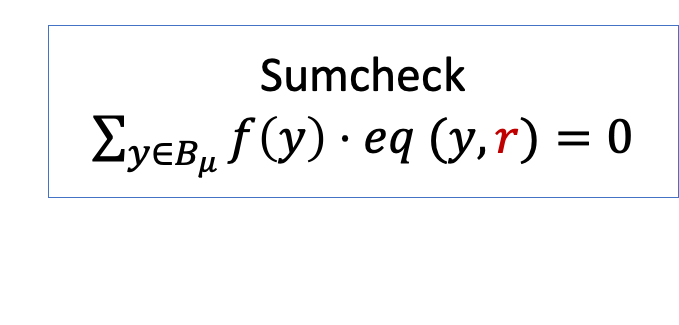 Sumcheck
∑_{y∈B_μ} f(y) · eq (y, r) = 0